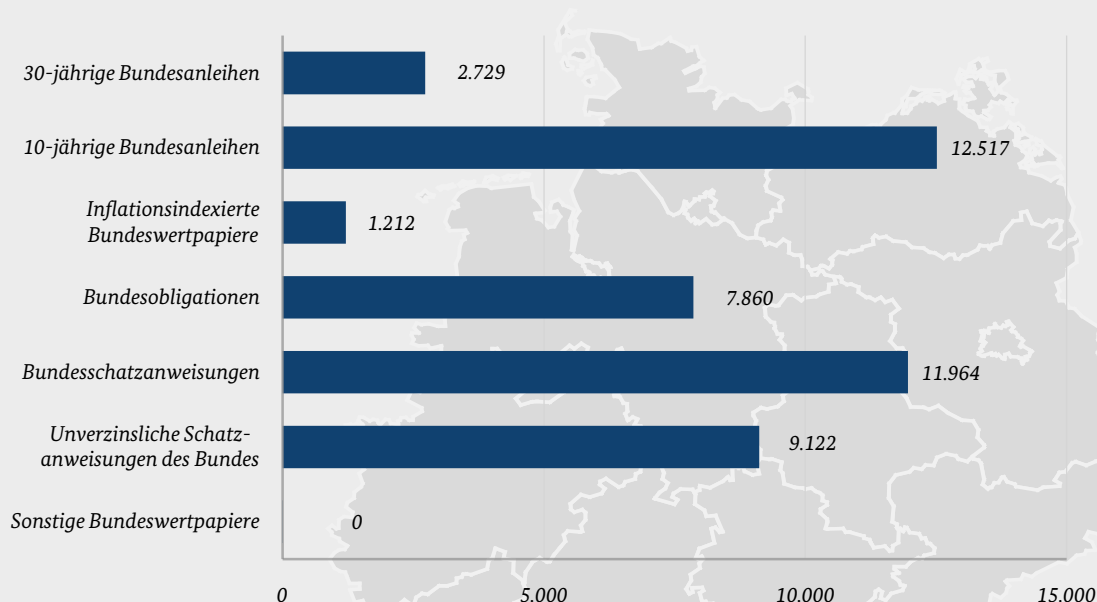 30-jährige Bundesanleihen
2.729
10-jährige Bundesanleihen
12.517
Inflationsindexierte
Bundeswertpapiere
1.212
Bundesobligationen
7.860
Bundesschatzanweisungen
11.964
Unverzinsliche Schatz-
anweisungen des Bundes
9.122
Sonstige Bundeswertpapiere
0
0 5.000 10.000 15.000